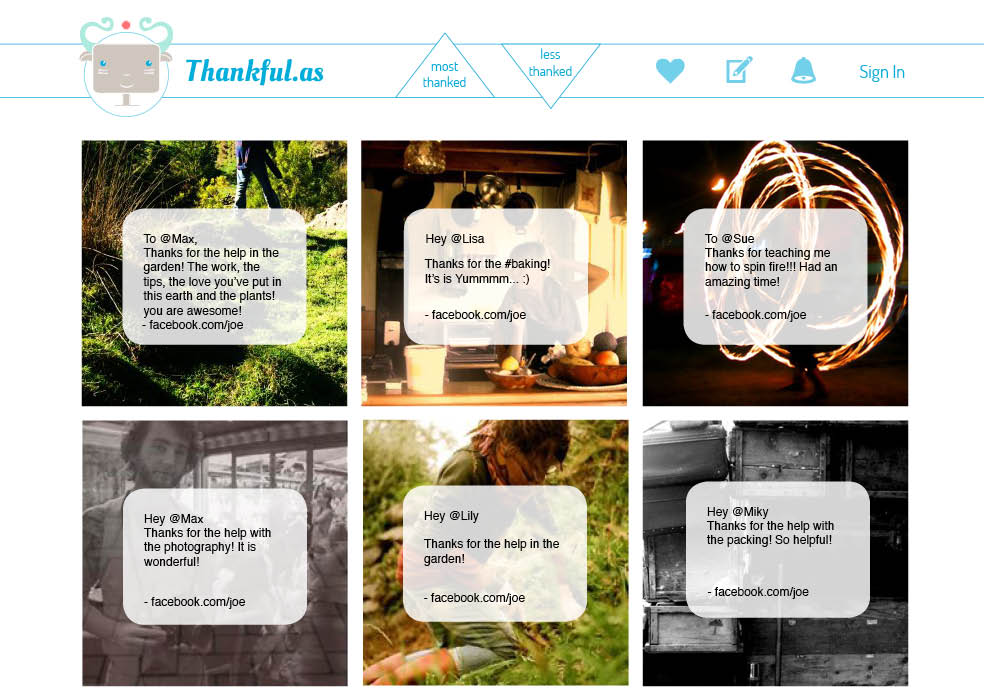 Thankful.as
most
thanked
less
thanked
Sign In
To @Max,
Thanks for the help in the
garden! The work, the
tips, the love you've put in
this earth and the plants!
you are awesome!
- facebook.com/joe
Hey @Lisa
Thanks for the #baking!
It's is Yummmm... :)
- facebook.com/joe
To @Sue
Thanks for teaching me
how to spin fire!!! Had an
amazing time!
- facebook.com/joe
Hey @Max
Thanks for the help with
the photography! It is
wonderful!
- facebook.com/joe
Hey @Lily
Thanks for the help in the
garden!
- facebook.com/joe
Hey @Miky
Thanks for the help with
the packing! So helpful!
- facebook.com/joe